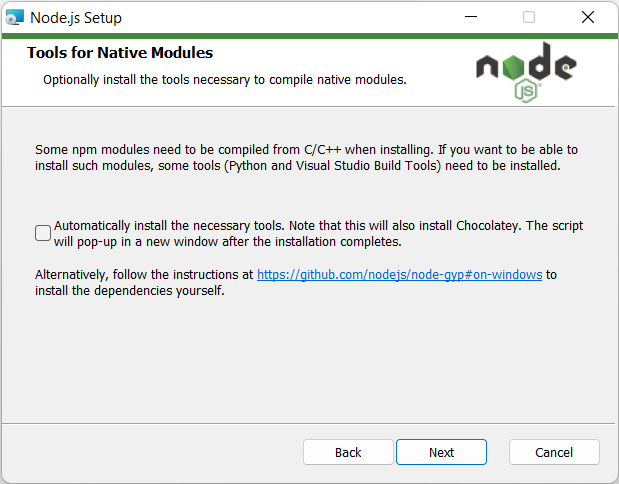 Node.js Setup
Tools for Native Modules
Optionally install the tools necessary to compile native modules.
node
JS
Some npm modules need to be compiled from C/C++ when installing. If you want to be able to
install such modules, some tools (Python and Visual Studio Build Tools) need to be installed.
Automatically install the necessary tools. Note that this will also install Chocolatey. The script
will pop-up in a new window after the installation completes.
Alternatively, follow the instructions at https://github.com/nodejs/node-gyp#on-windows to
install the dependencies yourself.
Back Next Cancel